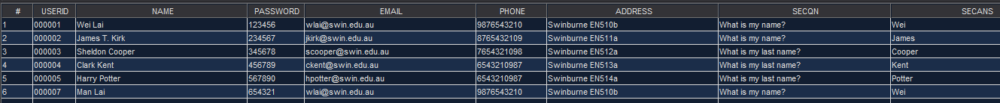 # USERID NAME PASSWORD EMAIL PHONE ADDRESS SECQN SECANS
1 000001 Wei Lai 123456 wlai@swin.edu.au 9876543210 Swinburne EN510b What is my name? Wei
2 000002 James T. Kirk 234567 jkirk@swin.edu.au 8765432109 Swinburne EN511a What is my name? James
3 000003 Sheldon Cooper 345678 scooper@swin.edu.au 7654321098 Swinburne EN512a What is my last name? Cooper
4 000004 Clark Kent 456789 ckent@swin.edu.au 6543210987 Swinburne EN513a What is my last name? Kent
5 000005 Harry Potter 567890 hpotter@swin.edu.au 6543210987 Swinburne EN514a What is my last name? Potter
6 000007 Man Lai 654321 wlai@swin.edu.au 9876543210 Swinburne EN510b What is my name? Wei